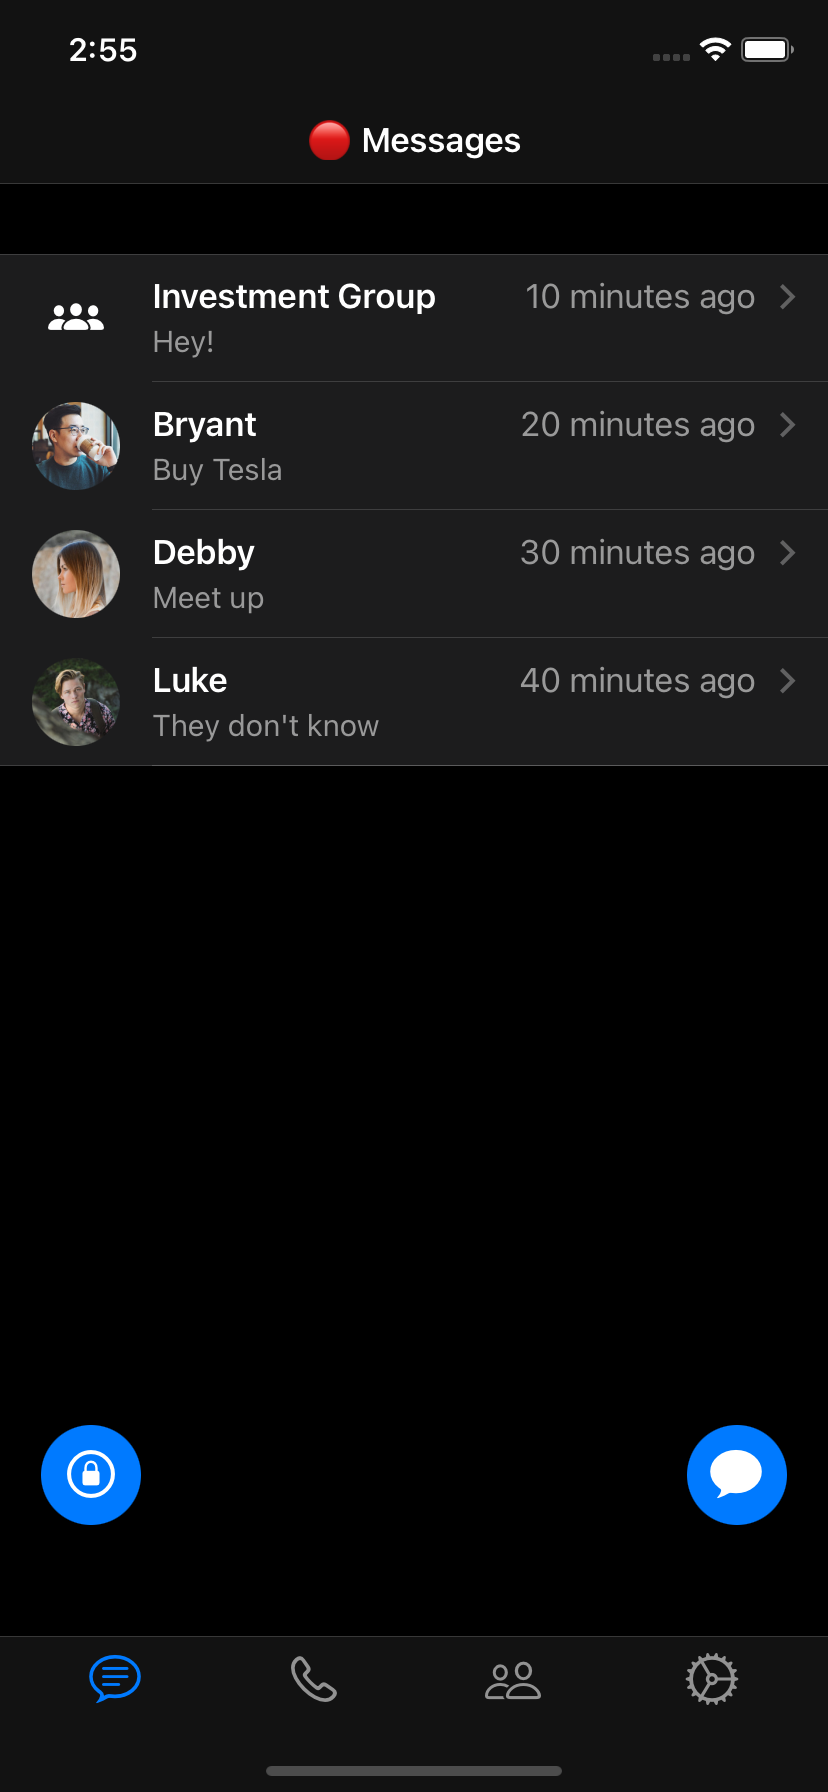 2:55
Messages
Investment Group 10 minutes ago
Hey!
Bryant 20 minutes ago
Buy Tesla
Debby 30 minutes ago
Meet up
Luke 40 minutes ago
They don't know